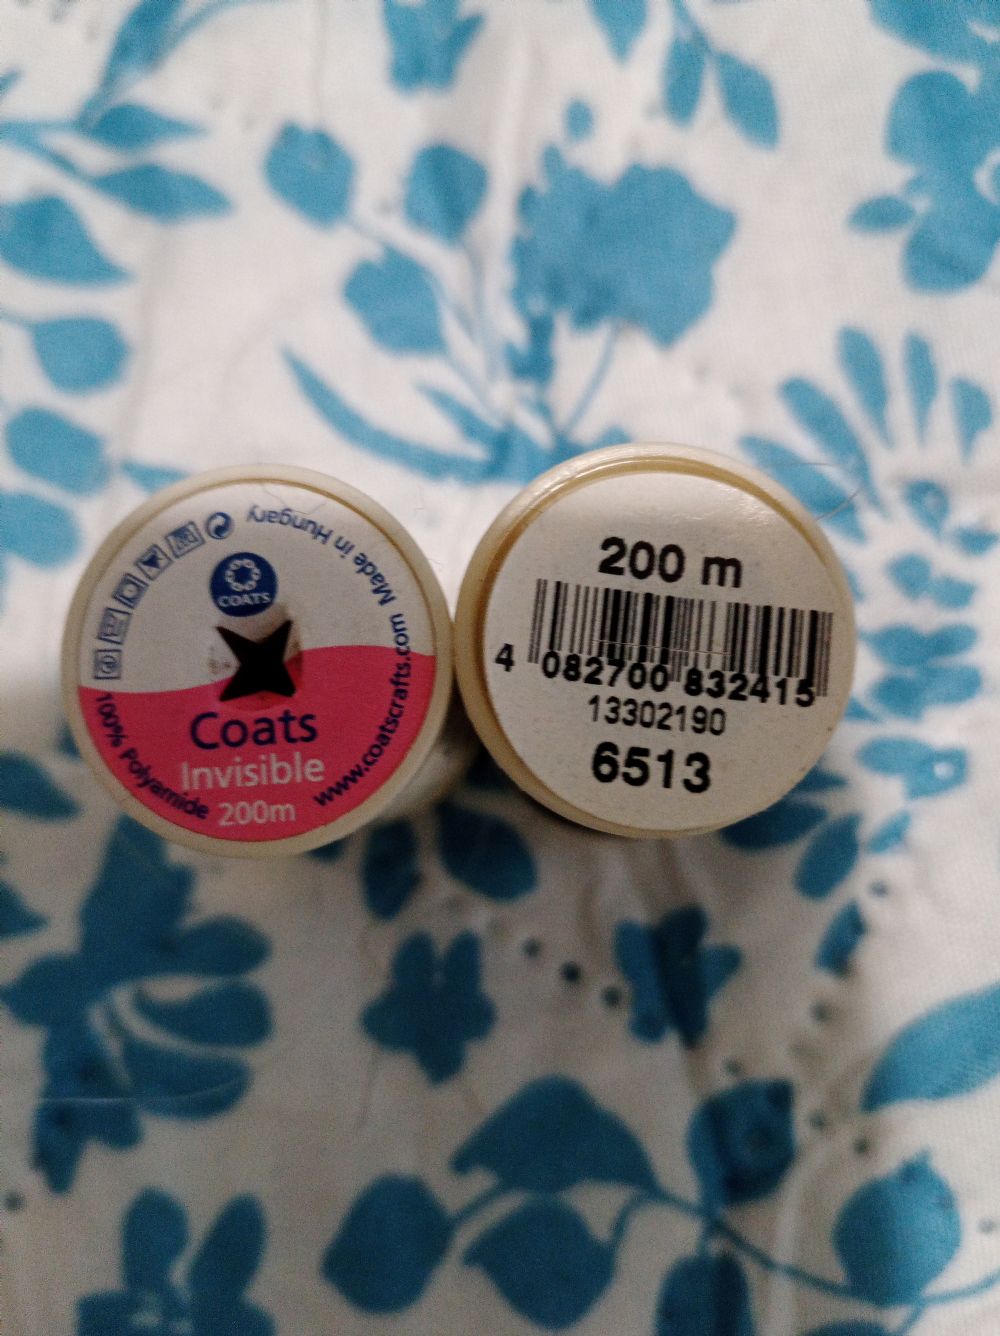 Made in Hungary
COATS
Coats
Invisible
200m
100% Polyamide
www.coatscrafts.com
200 m
4 082700 832415
13302190
6513